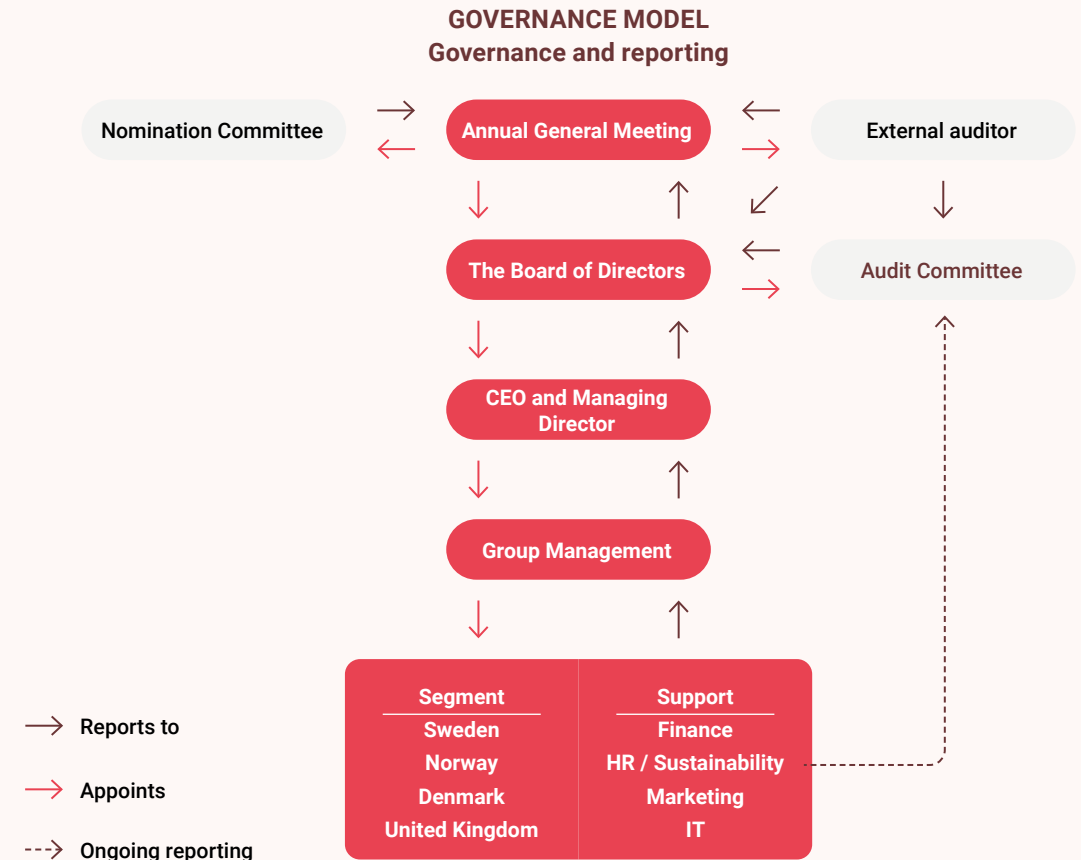 GOVERNANCE MODEL
Governance and reporting
Nomination Committee
Annual General Meeting
External auditor
The Board of Directors
Audit Committee
CEO and Managing
Director
Group Management
Segment
Sweden
Norway
Denmark
United Kingdom
Support
Finance
HR / Sustainability
Marketing
IT
Reports to
Appoints
Ongoing reporting